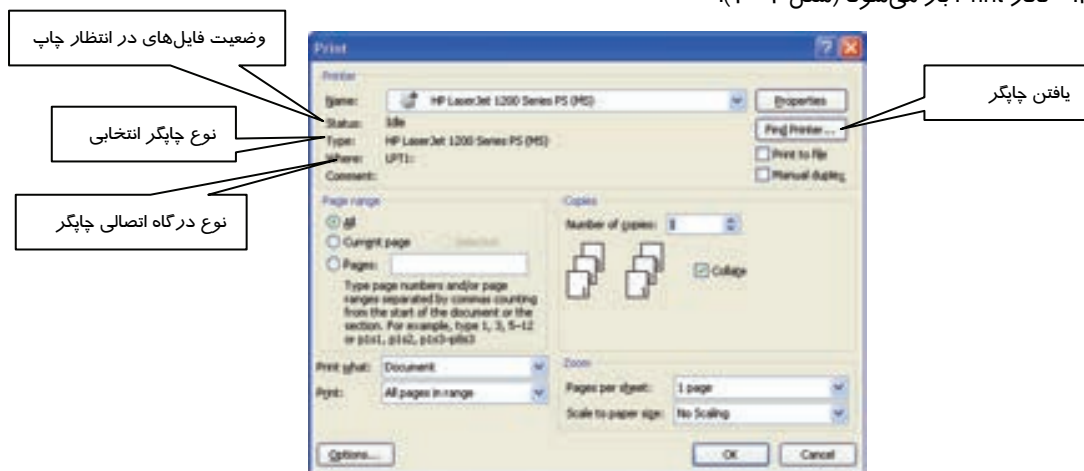 وضعیت فایل‌های در انتظار چاپ
نوع چاپگر انتخابی
نوع درگاه اتصالی چاپگر
یافتن چاپگر
Print
Printer
Name: HP LaserJet 1200 Series PS (MS) Properties
Status: Idle Find Printer...
Type: HP LaserJet 1200 Series PS (MS)
Where: LPT1: Print to file
Comment: Manual duplex
Page range
All
Current page Selection
Pages:
Type page numbers and/or page
ranges separated by commas counting
from the start of the document or the
section. For example, type 1, 3, 5–12
or p1s1, p1s2, p1s3–p8s3
Copies
Number of copies: 1
Collate
Print what: Document
Print: All pages in range
Zoom
Pages per sheet: 1 page
Scale to paper size: No Scaling
Options... OK Cancel